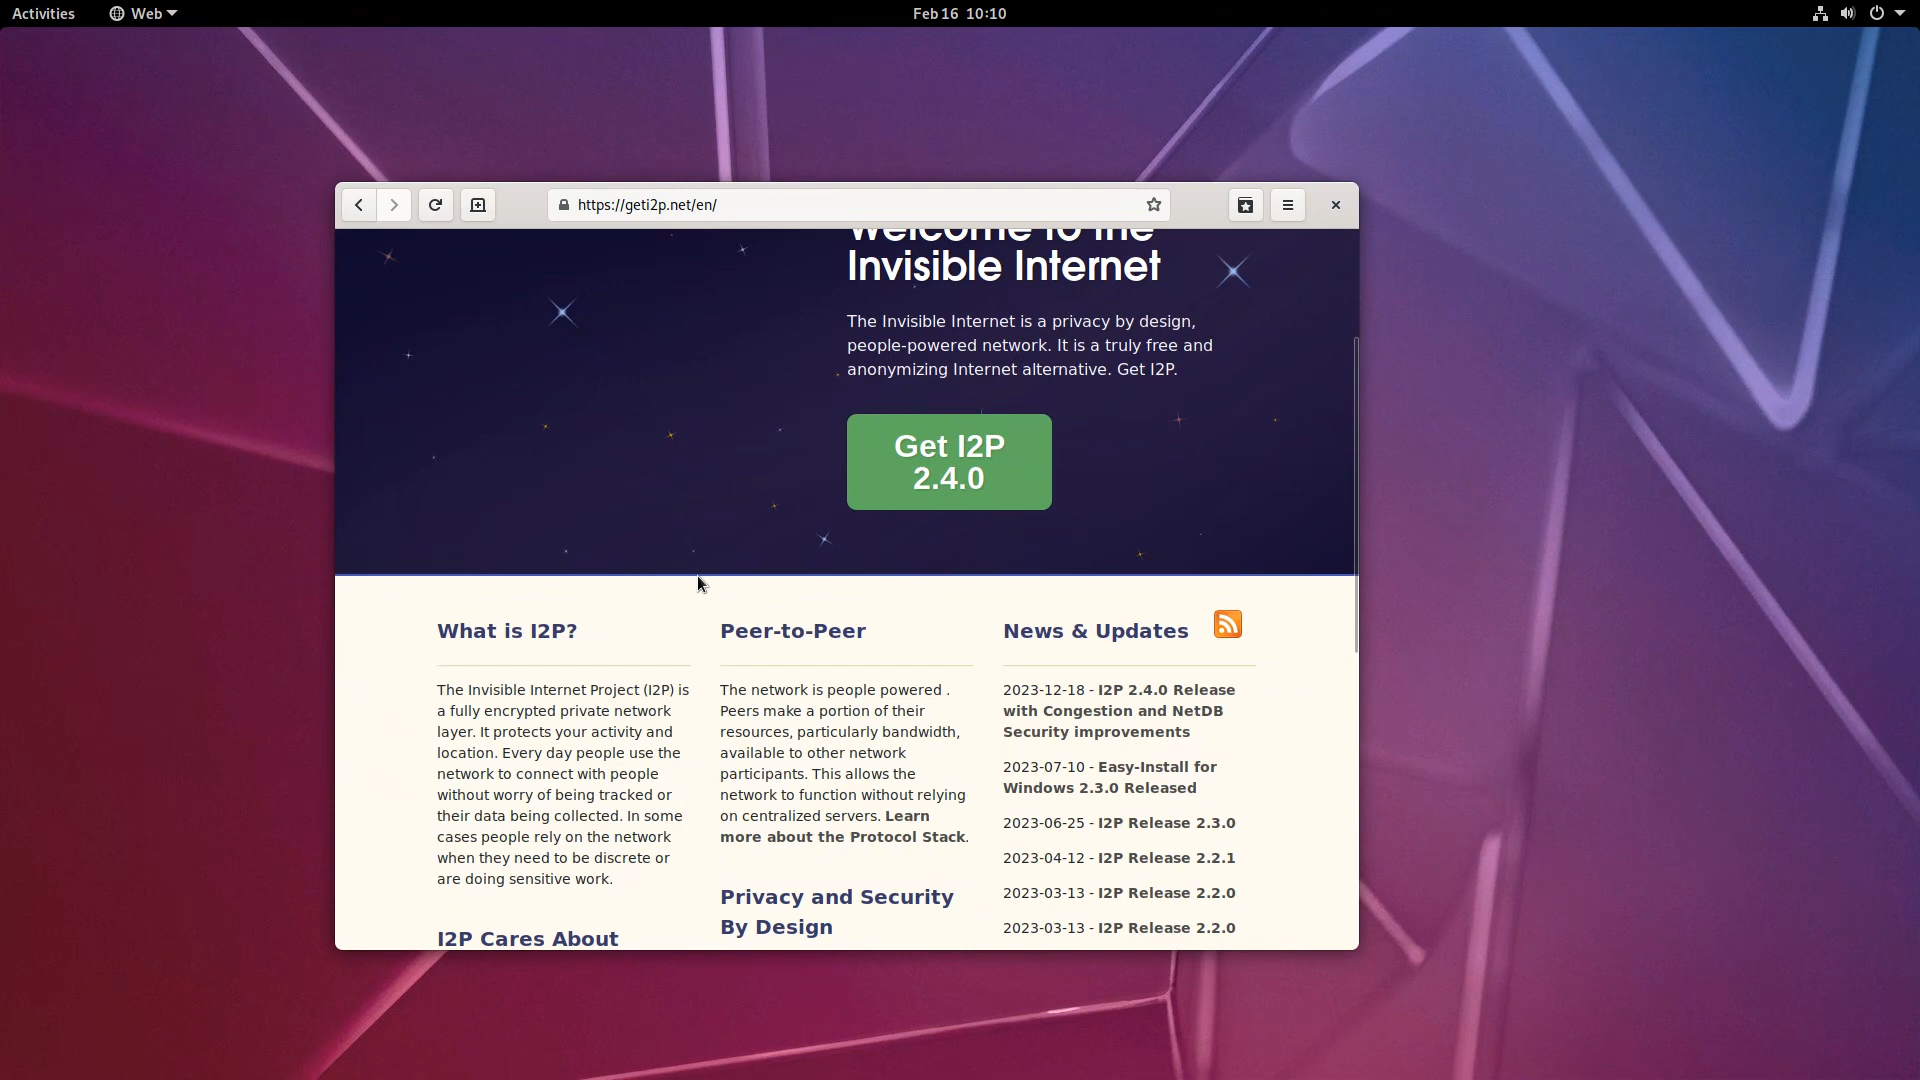 Activities
Web
Feb 16 10:10
https://geti2p.net/en/
Welcome to the
Invisible Internet
The Invisible Internet is a privacy by design,
people-powered network. It is a truly free and
anonymizing Internet alternative. Get I2P.
Get I2P
2.4.0
What is I2P?
The Invisible Internet Project (I2P) is
a fully encrypted private network
layer. It protects your activity and
location. Every day people use the
network to connect with people
without worry of being tracked or
their data being collected. In some
cases people rely on the network
when they need to be discrete or
are doing sensitive work.
I2P Cares About
Peer-to-Peer
The network is people powered .
Peers make a portion of their
resources, particularly bandwidth,
available to other network
participants. This allows the
network to function without relying
on centralized servers. Learn
more about the Protocol Stack.
Privacy and Security
By Design
News & Updates
2023-12-18 - I2P 2.4.0 Release
with Congestion and NetDB
Security improvements
2023-07-10 - Easy-Install for
Windows 2.3.0 Released
2023-06-25 - I2P Release 2.3.0
2023-04-12 - I2P Release 2.2.1
2023-03-13 - I2P Release 2.2.0
2023-03-13 - I2P Release 2.2.0